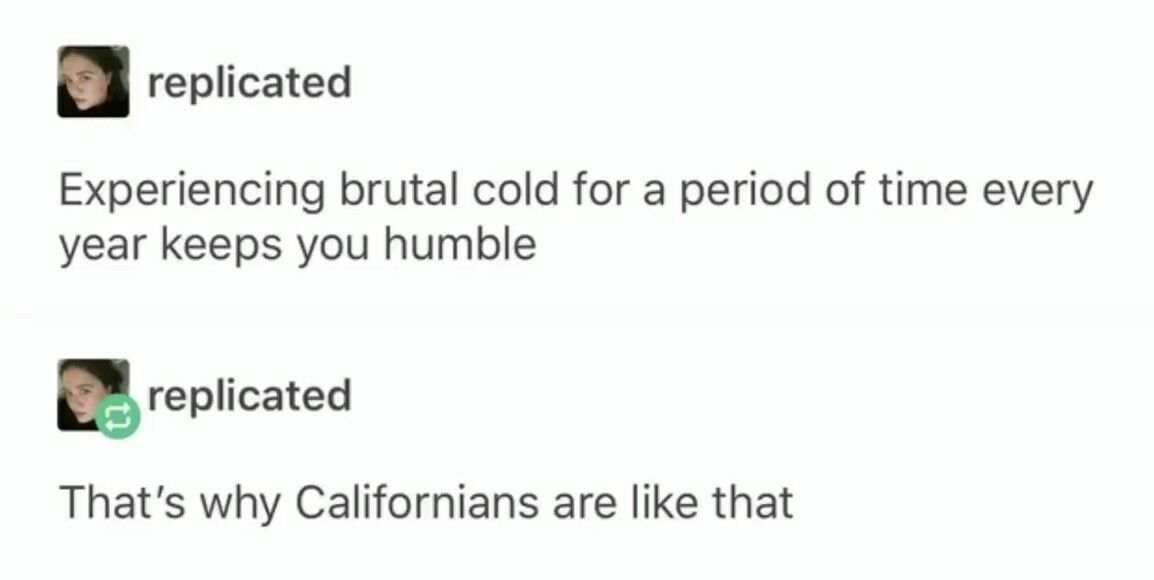 replicated
Experiencing brutal cold for a period of time every
year keeps you humble
replicated
That's why Californians are like that